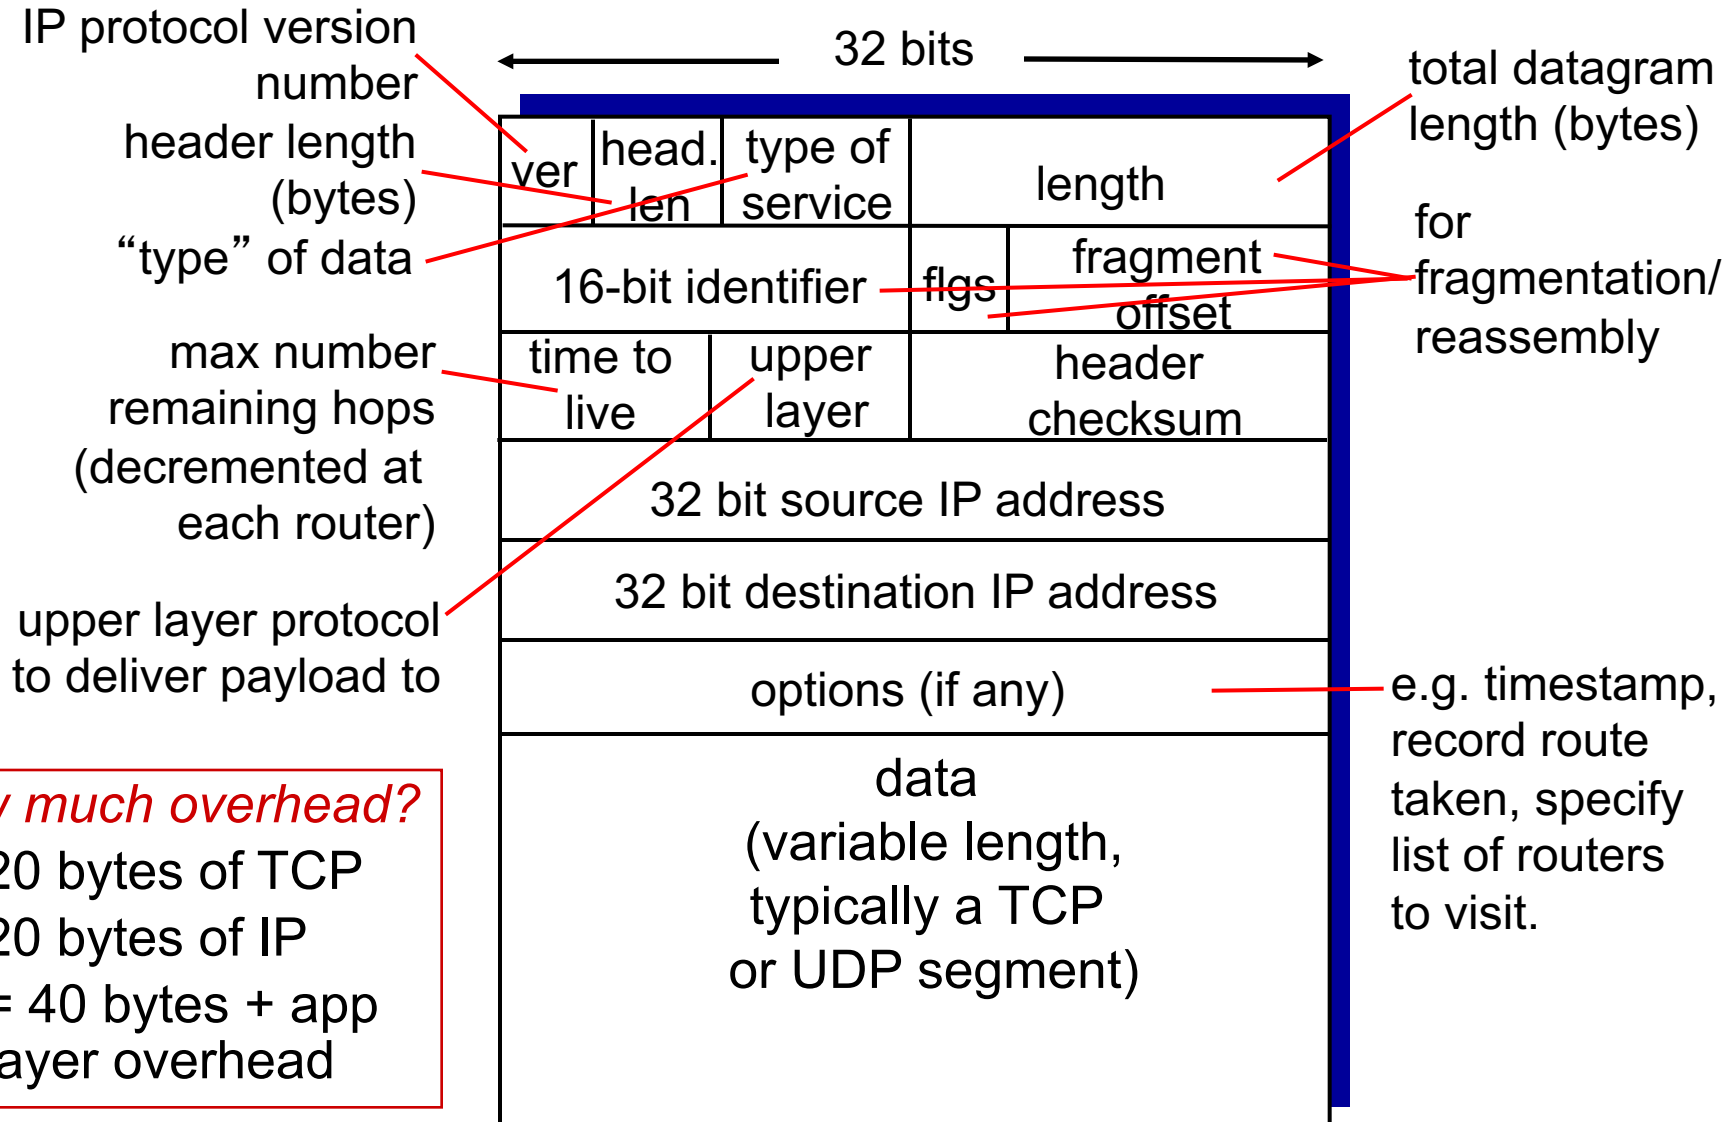 IP protocol version
number
header length
(bytes)
“type” of data
max number
remaining hops
(decremented at
each router)
upper layer protocol
to deliver payload to
much overhead?
20 bytes of TCP
20 bytes of IP
= 40 bytes + app
overhead
32 bits
ver
head.
len
type of
service
length
16-bit identifier
flgs
fragment
offset
time to
live
upper
layer
header
checksum
32 bit source IP address
32 bit destination IP address
options (if any)
data
(variable length,
typically a TCP
or UDP segment)
total datagram
length (bytes)
for
fragmentation/
reassembly
e.g. timestamp,
record route
taken, specify
list of routers
to visit.